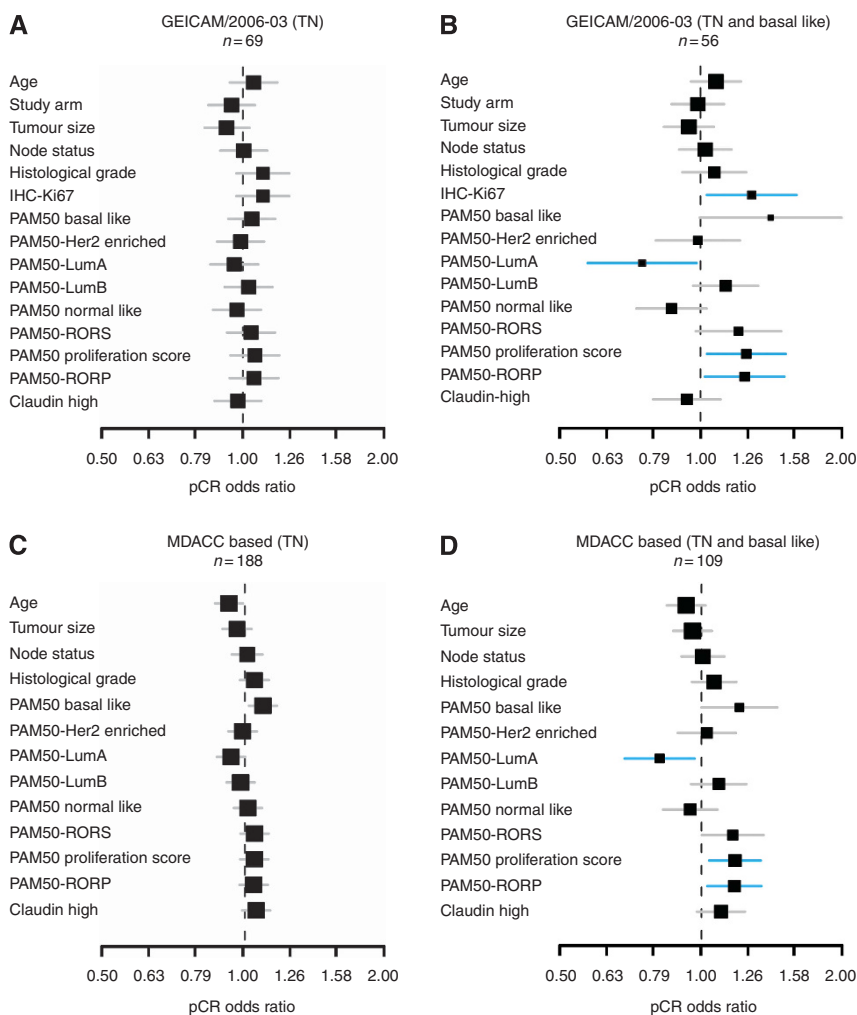 A
GEICAM/2006-03 (TN)
n=69
Age
Study arm
Tumour size
Node status
Histological grade
IHC-Ki67
PAM50 basal like
PAM50-Her2 enriched
PAM50-LumA
PAM50-LumB
PAM50 normal like
PAM50-RORS
PAM50 proliferation score
PAM50-RORP
Claudin high
0.50 0.63 0.79 1.00 1.26 1.58 2.00
pCR odds ratio
B
GEICAM/2006-03 (TN and basal like)
n=56
Age
Study arm
Tumour size
Node status
Histological grade
IHC-Ki67
PAM50 basal like
PAM50-Her2 enriched
PAM50-LumA
PAM50-LumB
PAM50 normal like
PAM50-RORS
PAM50 proliferation score
PAM50-RORP
Claudin-high
0.50 0.63 0.79 1.00 1.26 1.58 2.00
pCR odds ratio
C
MDACC based (TN)
n=188
Age
Tumour size
Node status
Histological grade
PAM50 basal like
PAM50-Her2 enriched
PAM50-LumA
PAM50-LumB
PAM50 normal like
PAM50-RORS
PAM50 proliferation score
PAM50-RORP
Claudin high
0.50 0.63 0.79 1.00 1.26 1.58 2.00
pCR odds ratio
D
MDACC based (TN and basal like)
n=109
Age
Tumour size
Node status
Histological grade
PAM50 basal like
PAM50-Her2 enriched
PAM50-LumA
PAM50-LumB
PAM50 normal like
PAM50-RORS
PAM50 proliferation score
PAM50-RORP
Claudin high
0.50 0.63 0.79 1.00 1.26 1.58 2.00
pCR odds ratio